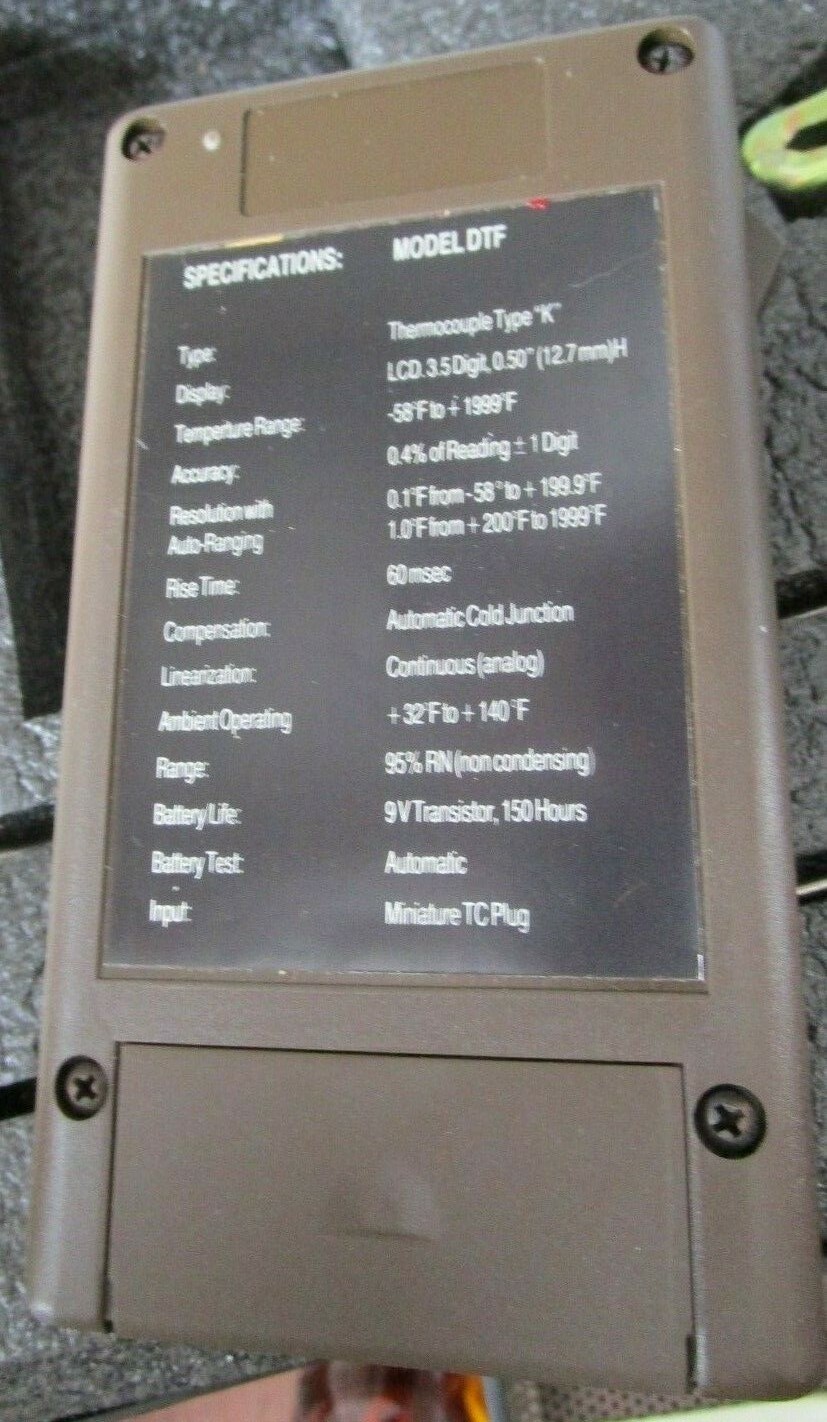 SPECIFICATIONS: MODEL DTF
Type: Thermocouple Type "K"
Display: LCD. 3.5 Digit, 0.50" (12.7 mm)H
Temperture Range: -58°F to + 1999°F
Accuracy: 0.4% of Reading ± 1 Digit
Resolution with 0.1°F from -58° to + 199.9°F
Auto-Ranging 1.0°F from + 200°F to 1999°F
Rise Time: 60 msec
Compensation: Automatic Cold Junction
Linearization: Continuous (analog)
Ambient Operating + 32°F to + 140°F
Range: 95% RN (non condensing)
Battery Life: 9 V Transistor, 150 Hours
Battery Test: Automatic
Input: Miniature TC Plug